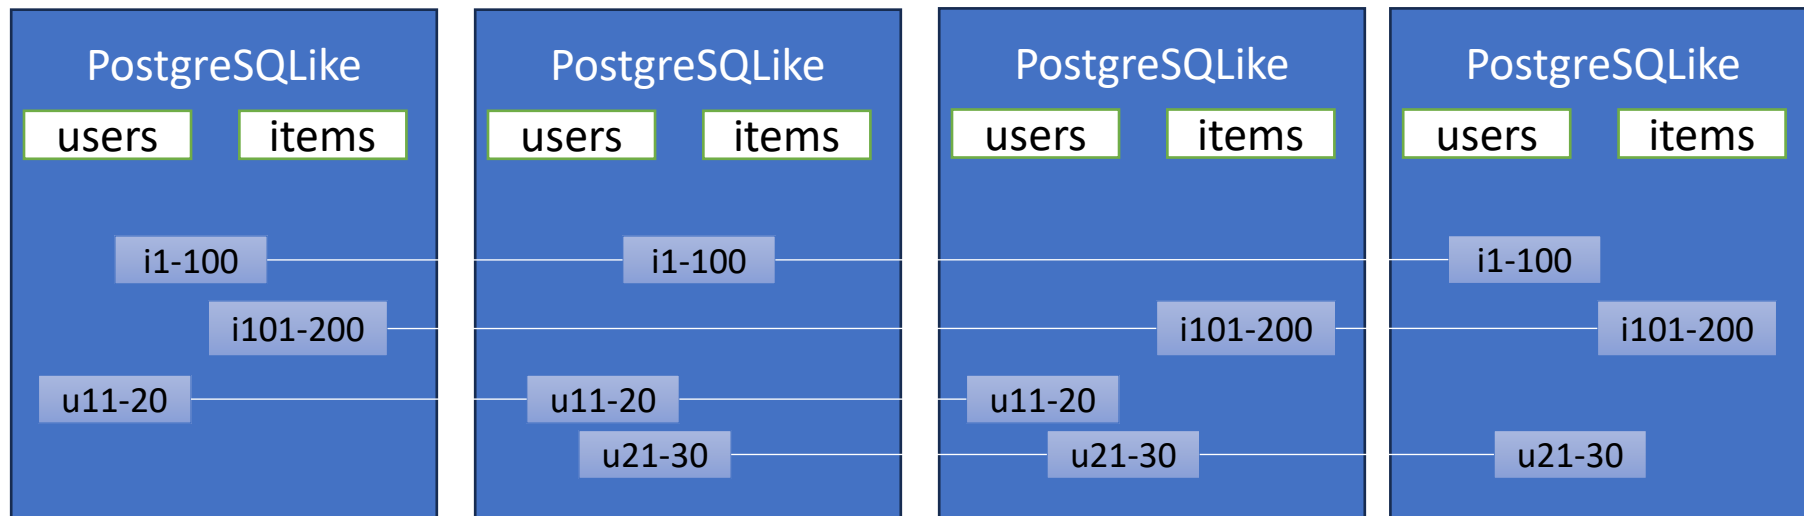 PostgreSQLike
users
items
i1-100
i101-200
u11-20
PostgreSQLike
users
items
i1-100
u11-20
u21-30
PostgreSQLike
users
items
i101-200
u11-20
u21-30
PostgreSQLike
users
items
i1-100
i101-200
u21-30